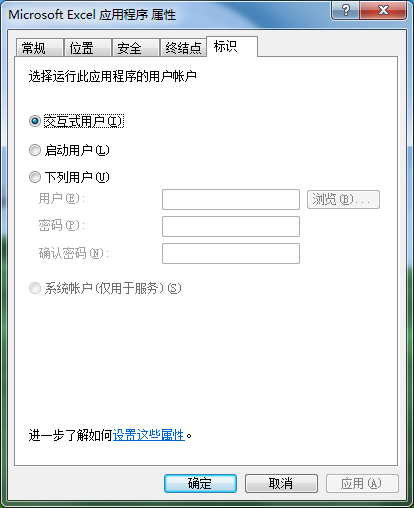 Microsoft Excel 应用程序 属性
常规 位置 安全 终结点 标识
选择运行此应用程序的用户帐户
交互式用户(I)
启动用户(L)
下列用户(U)
用户(E): 浏览(B)...
密码(P):
确认密码(N):
系统帐户(仅用于服务)(S)
进一步了解如何设置这些属性。
确定 取消 应用(A)